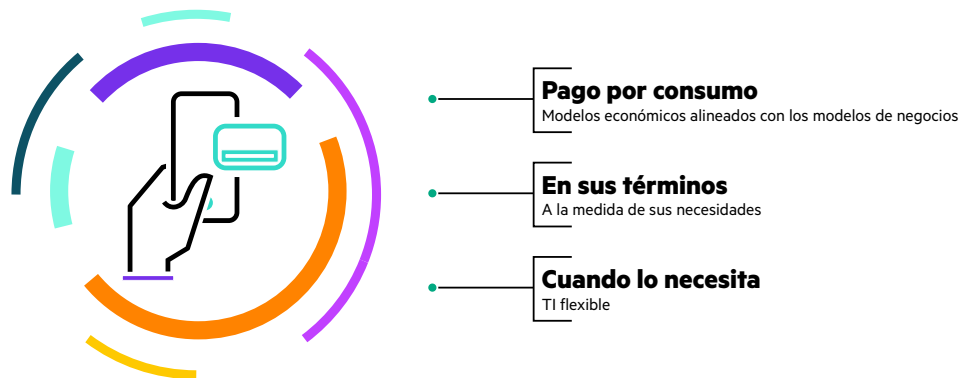 Pago por consumo
Modelos económicos alineados con los modelos de negocios
En sus términos
A la medida de sus necesidades
Cuando lo necesita
TI flexible